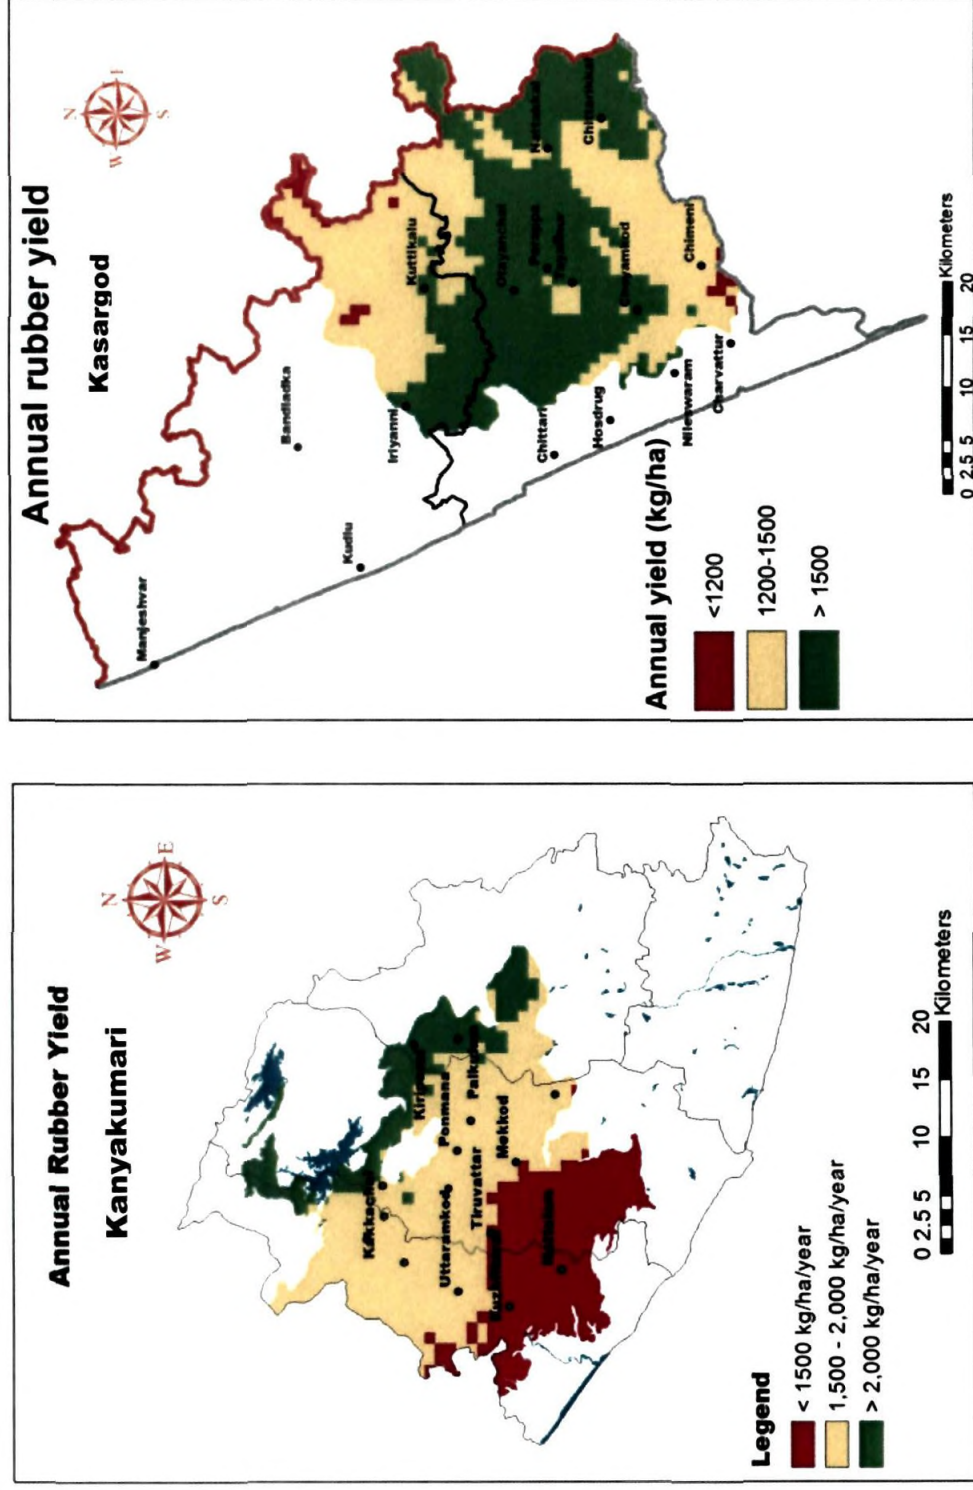 Annual rubber yield
Kasargod
N
W
S
Manjeshvar
Bandiadka
Kudlu
Iriyanni
Kuttikalu
Chittari
Hosdrug
Nileswaram
Charvattur
Chimeni
Annual yield (kg/ha)
<1200
1200-1500
> 1500
0 2.5 5 10 15 20
Kilometers
Annual Rubber Yield
Kanyakumari
N
W
E
S
Ponmana
Uttaramkod
Tiruvattar
Mekkod
Legend
< 1500 kg/ha/year
1,500 - 2,000 kg/ha/year
> 2,000 kg/ha/year
0 2.5 5 10 15 20
Kilometers